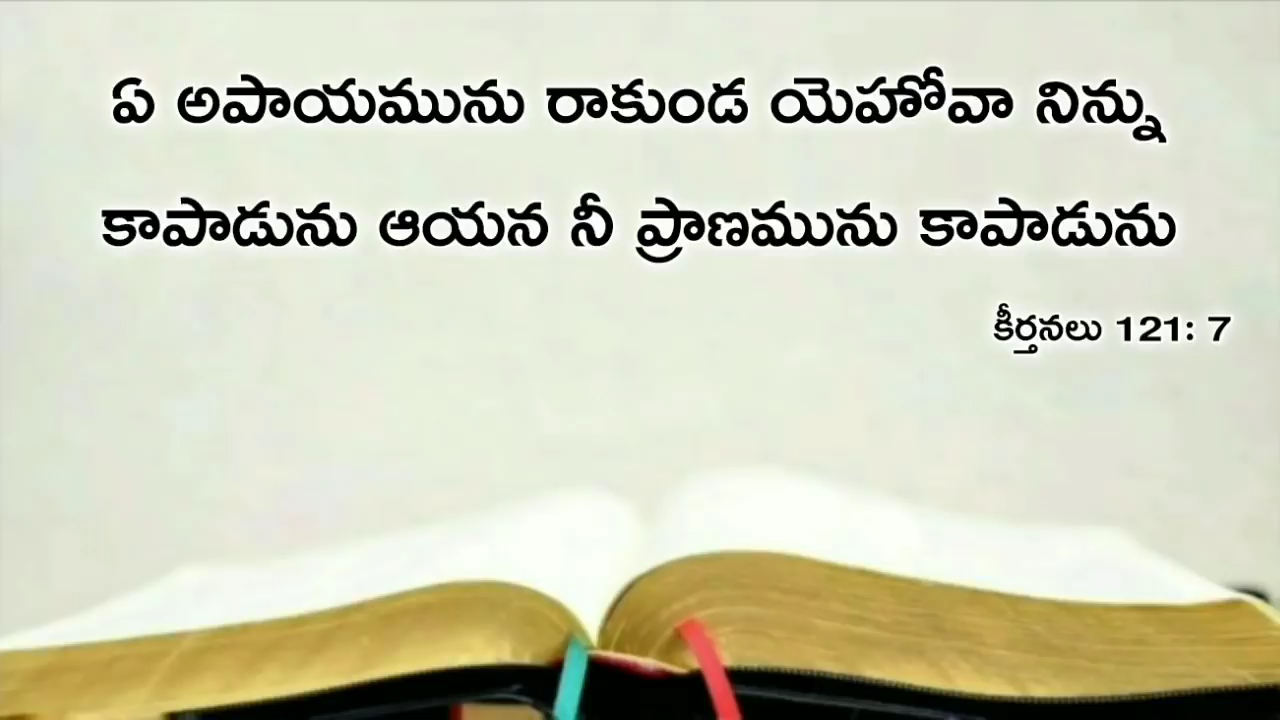 ఏ అపాయమును రాకుండ యెహోవా నిన్ను
కాపాడును ఆయన నీ ప్రాణమును కాపాడును
కీర్తనలు 121: 7